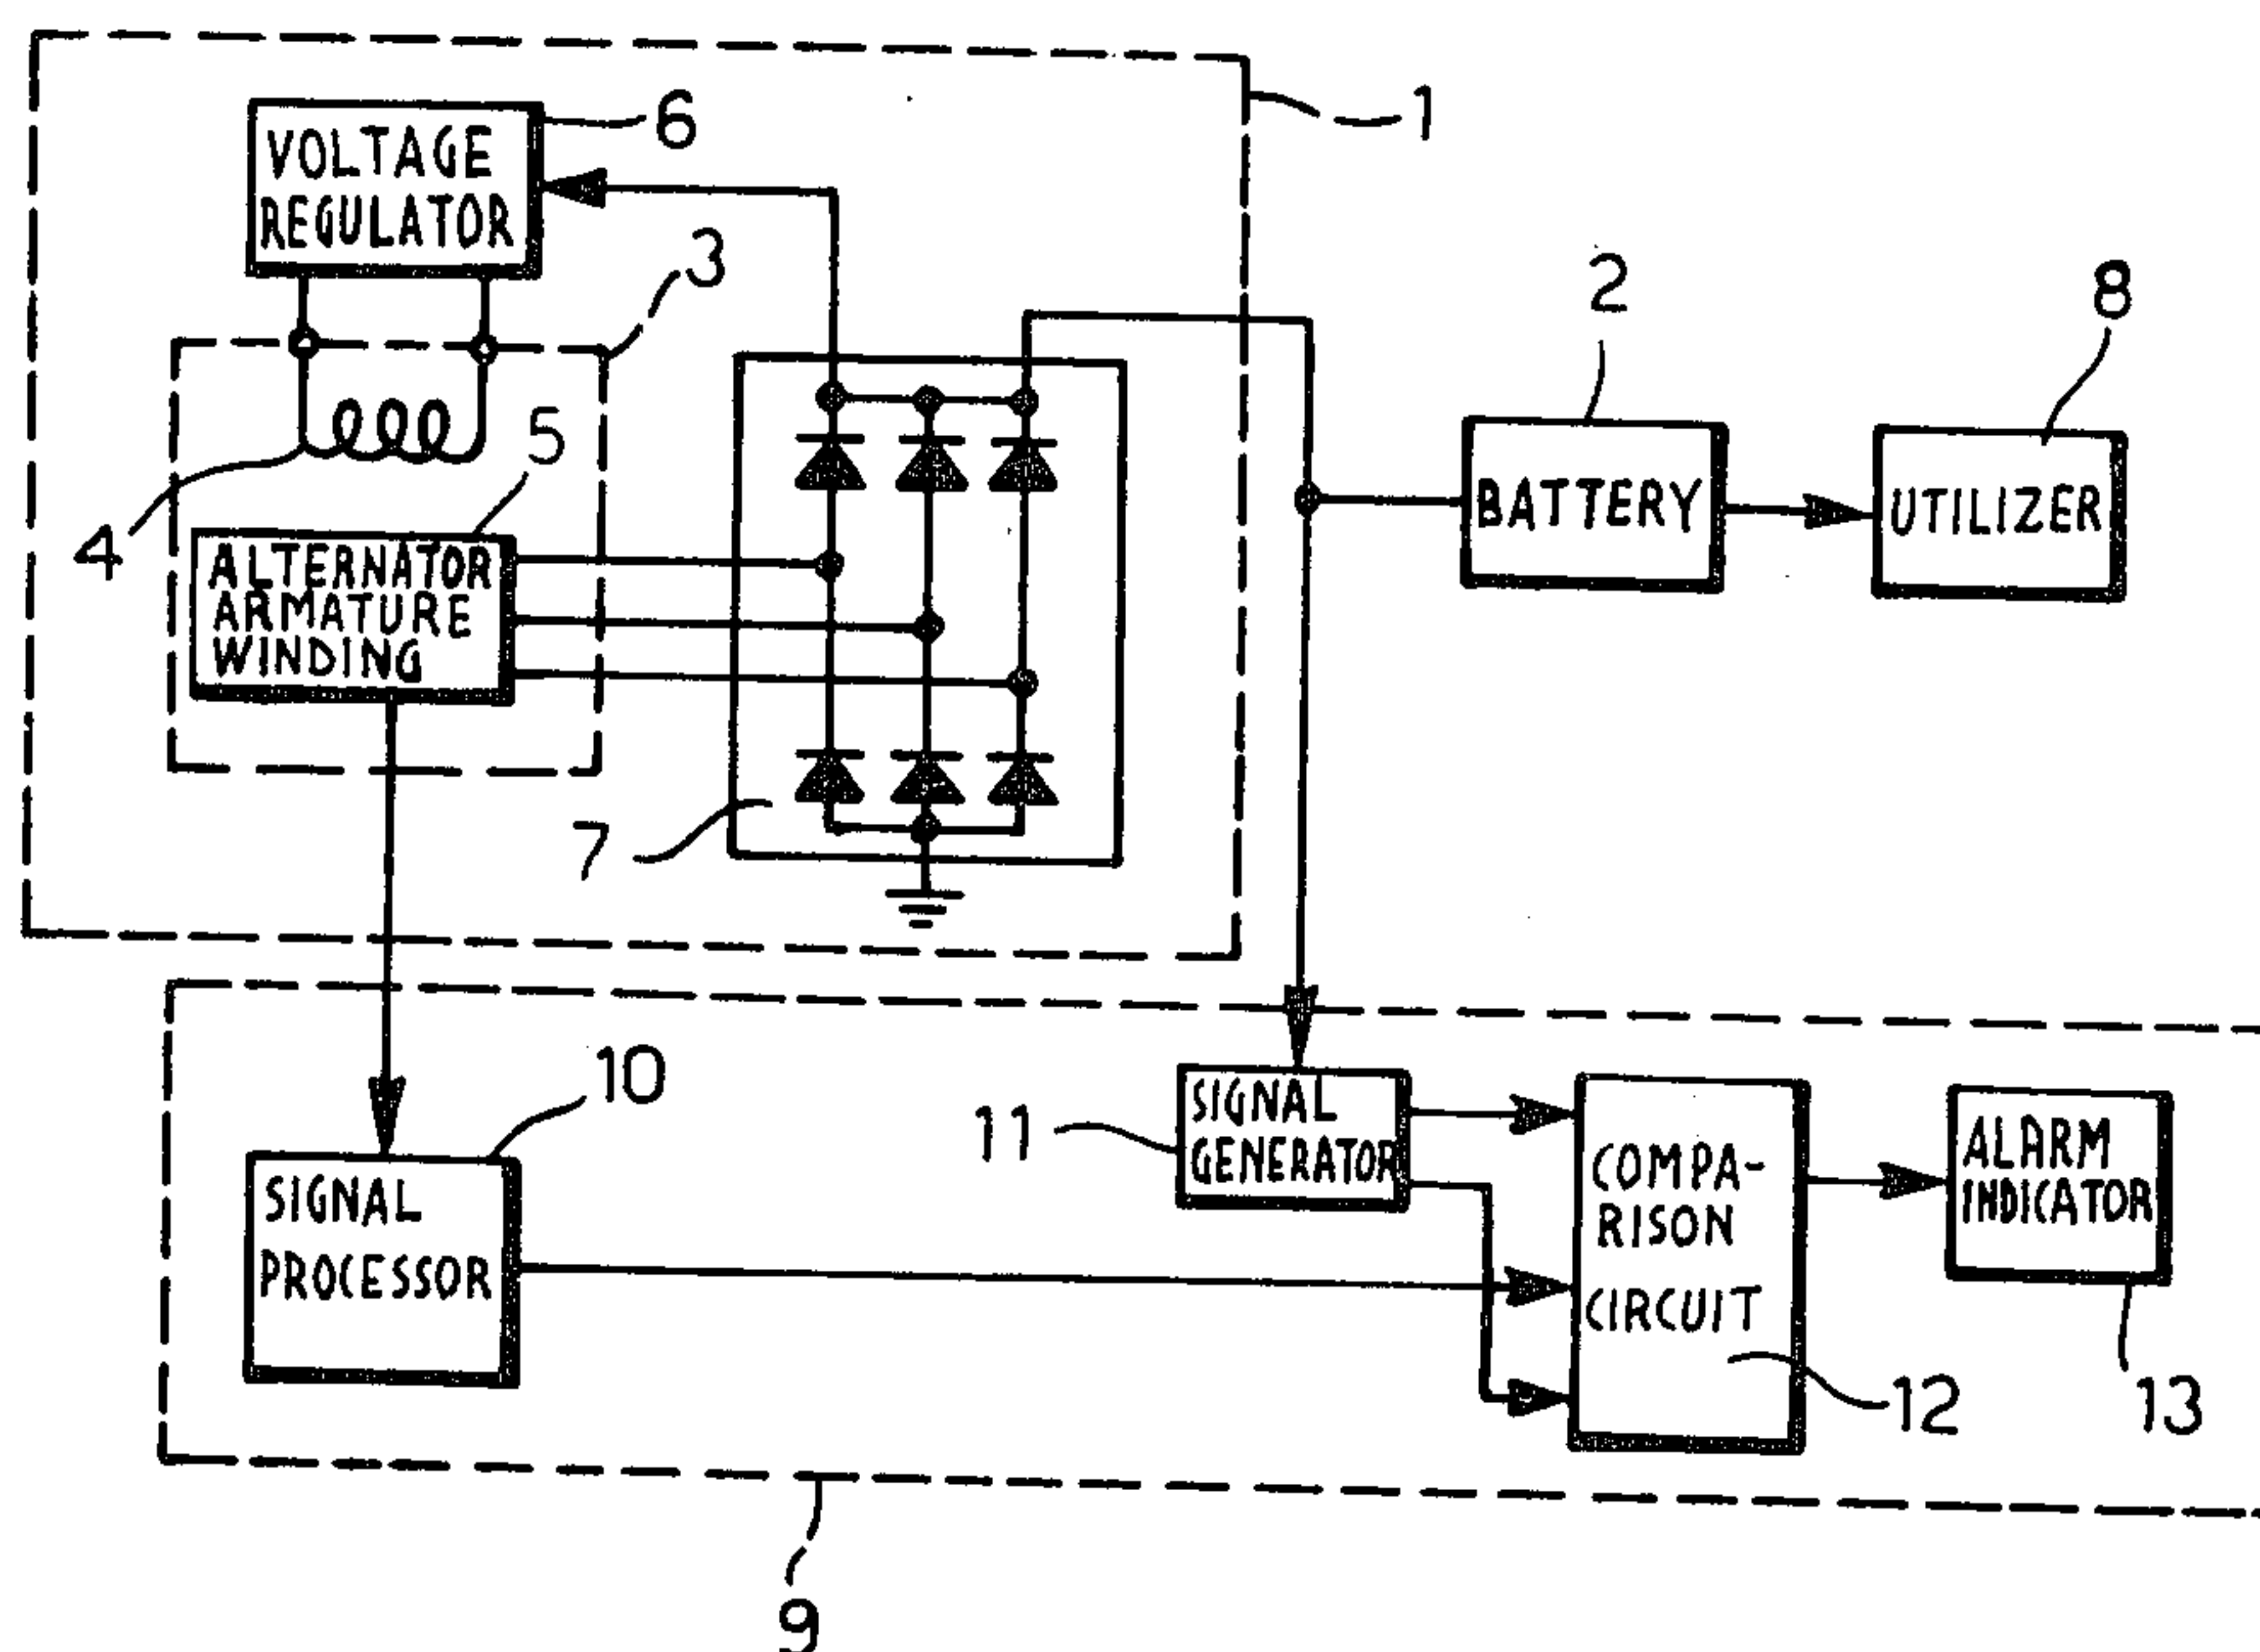 1
6
VOLTAGE
REGULATOR
3
2
8
5
4
BATTERY
UTILIZER
ALTERNATOR
ARMATURE
WINDING
7
10
11
SIGNAL
GENERATOR
SIGNAL
PROCESSOR
COMPA-
RISON
CIRCUIT
ALARM
INDICATOR
12
13
9